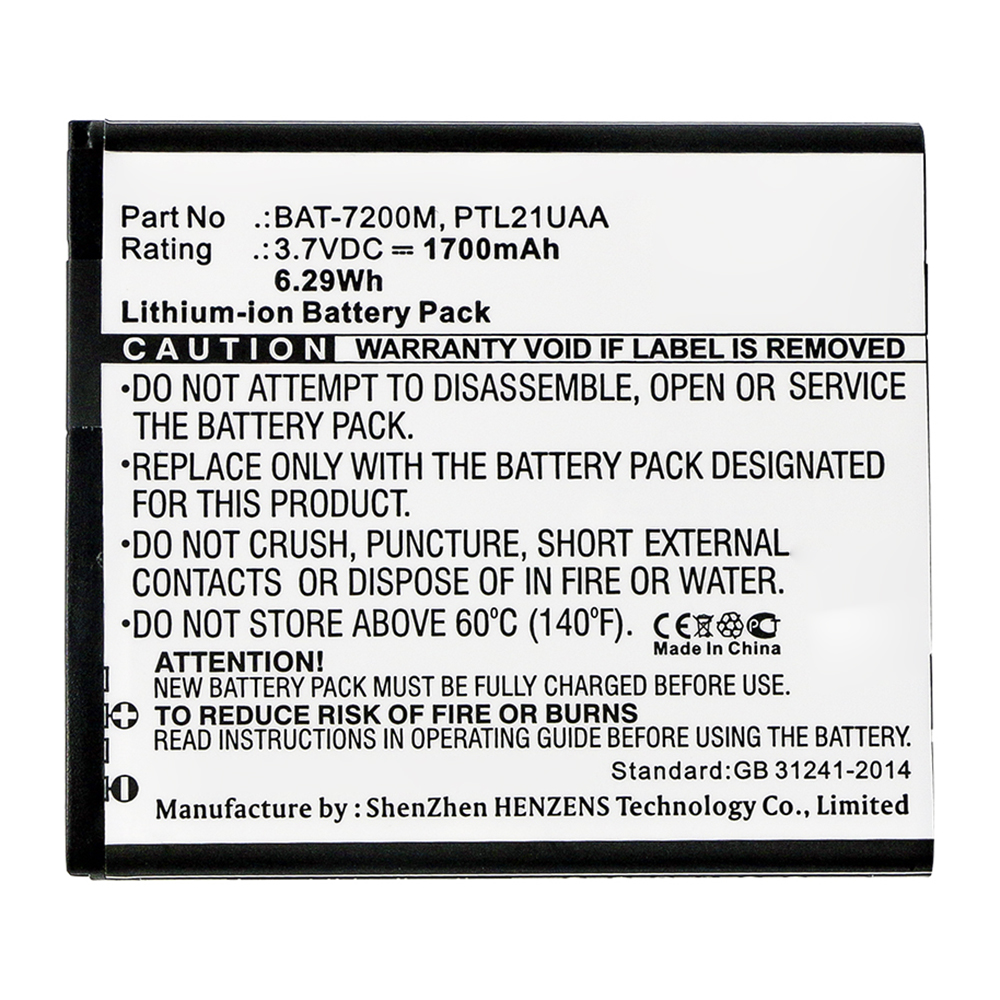 Part No .: BAT-7200M, PTL21UAA
Rating .: 3.7VDC ⎓ 1700mAh
6.29Wh
Lithium-ion Battery Pack
CAUTION WARRANTY VOID IF LABEL IS REMOVED
•DO NOT ATTEMPT TO DISASSEMBLE, OPEN OR SERVICE
THE BATTERY PACK.
•REPLACE ONLY WITH THE BATTERY PACK DESIGNATED
FOR THIS PRODUCT.
•DO NOT CRUSH, PUNCTURE, SHORT EXTERNAL
CONTACTS OR DISPOSE OF IN FIRE OR WATER.
•DO NOT STORE ABOVE 60°C (140°F). CE
Made In China
ATTENTION!
NEW BATTERY PACK MUST BE FULLY CHARGED BEFORE USE.
+ TO REDUCE RISK OF FIRE OR BURNS
READ INSTRUCTIONS IN OPERATING GUIDE BEFORE USING THE BATTERY.
Standard:GB 31241-2014
Manufacture by : ShenZhen HENZENS Technology Co., Limited